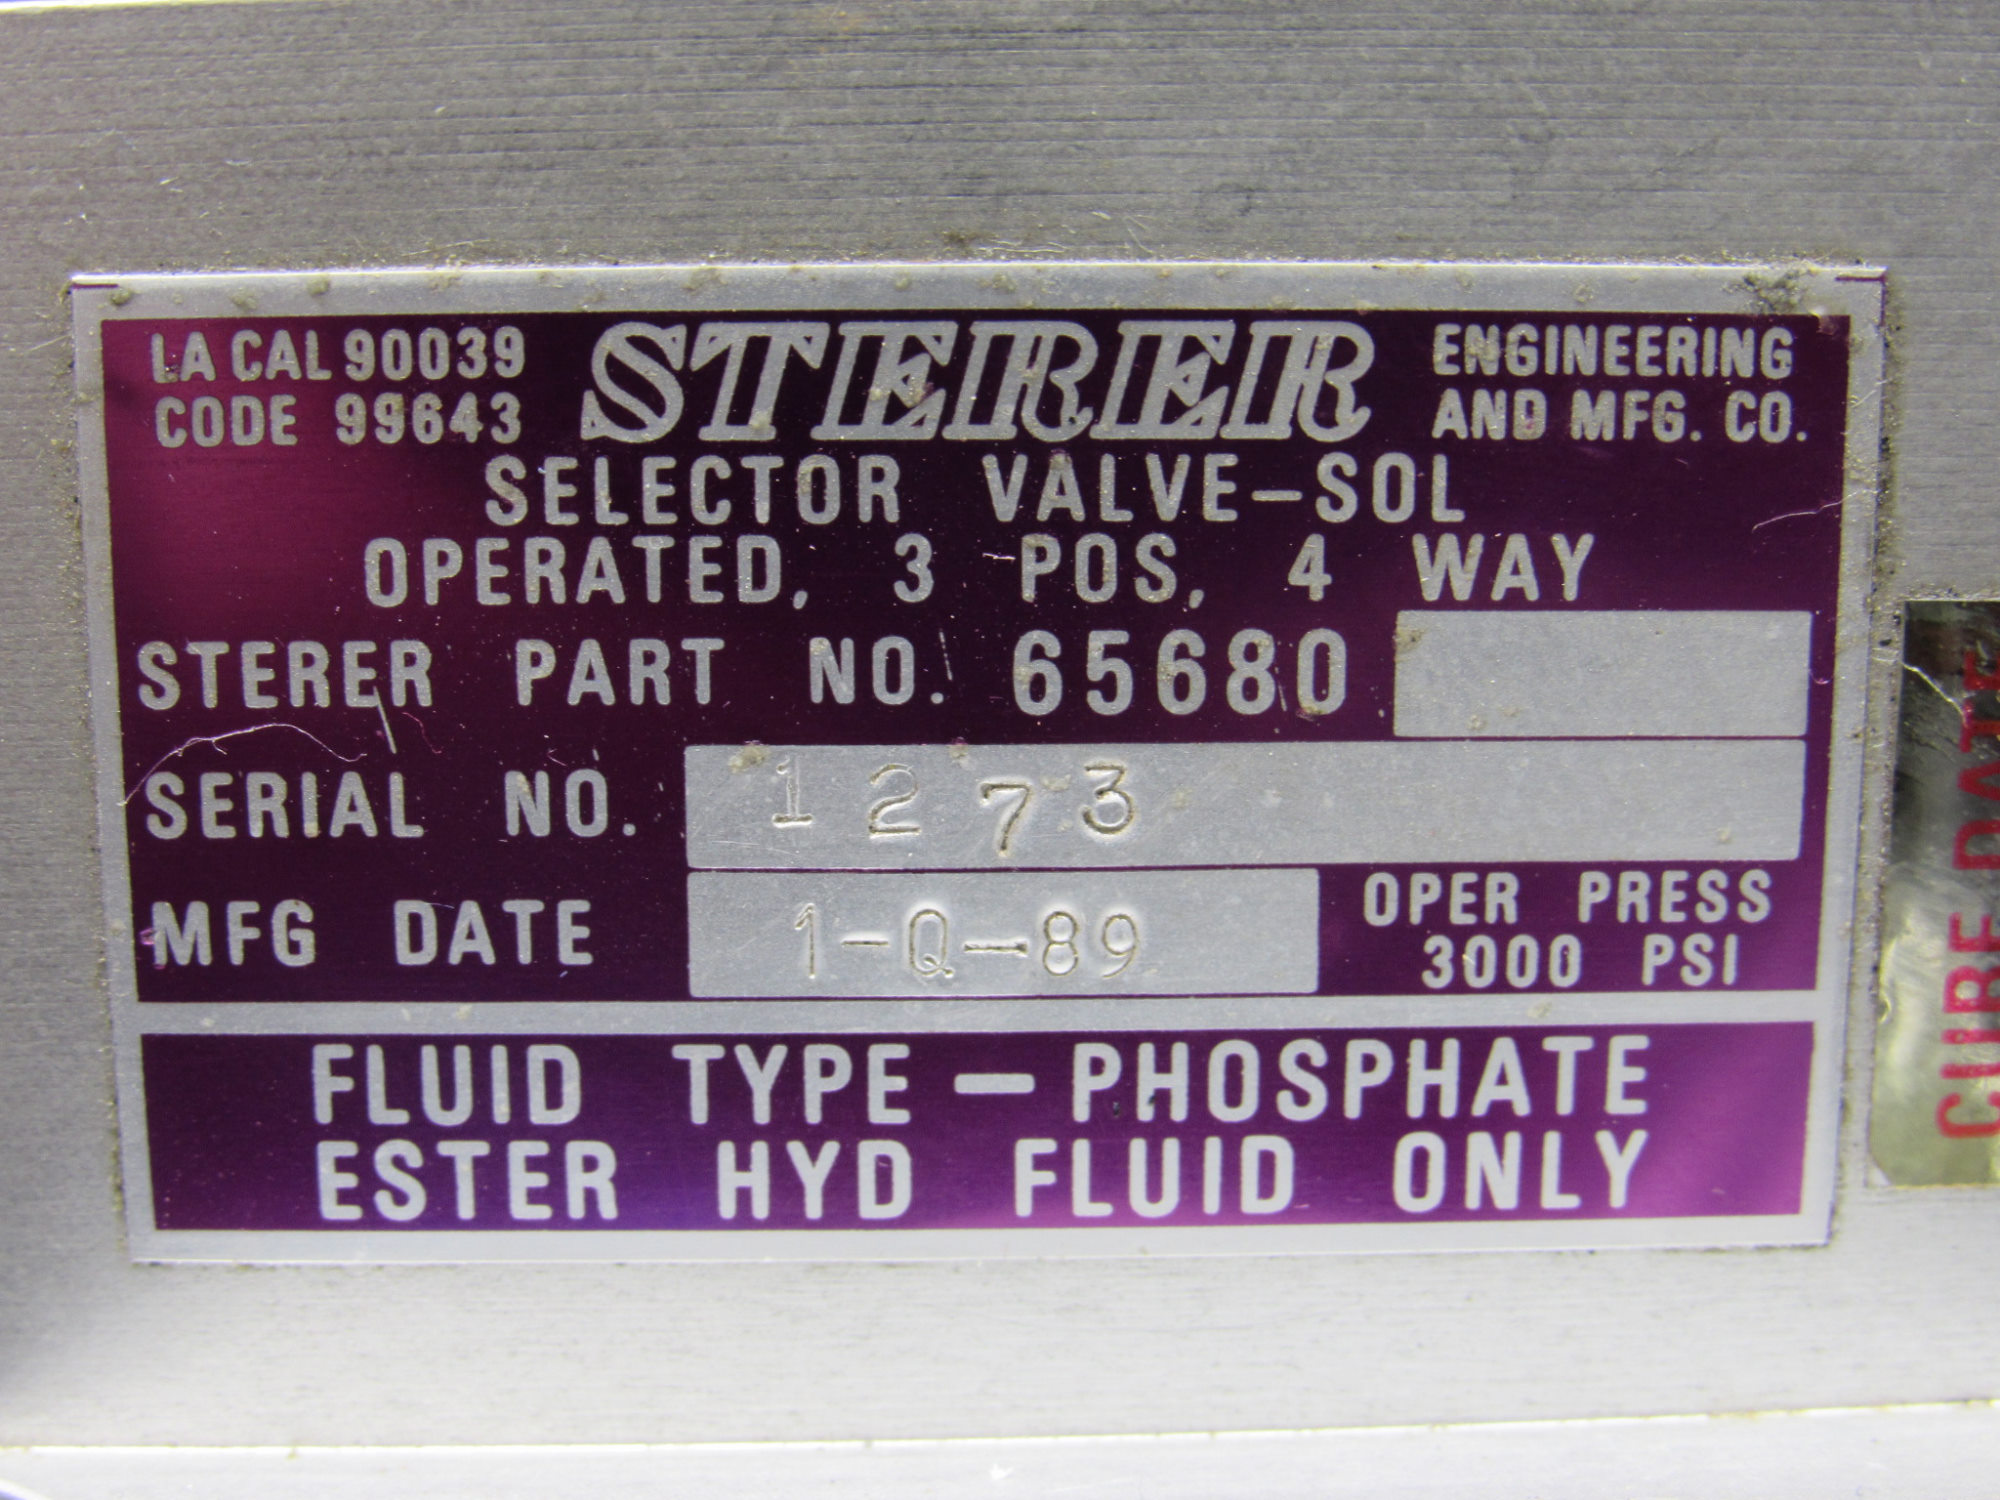 LA CAL 90039
CODE 99643
STERER
ENGINEERING
AND MFG. CO.
SELECTOR VALVE-SOL
OPERATED, 3 POS, 4 WAY
STERER PART NO. 65680
SERIAL NO. 1273
MFG DATE 1-Q-89
OPER PRESS
3000 PSI
FLUID TYPE - PHOSPHATE
ESTER HYD FLUID ONLY
CURE DATE